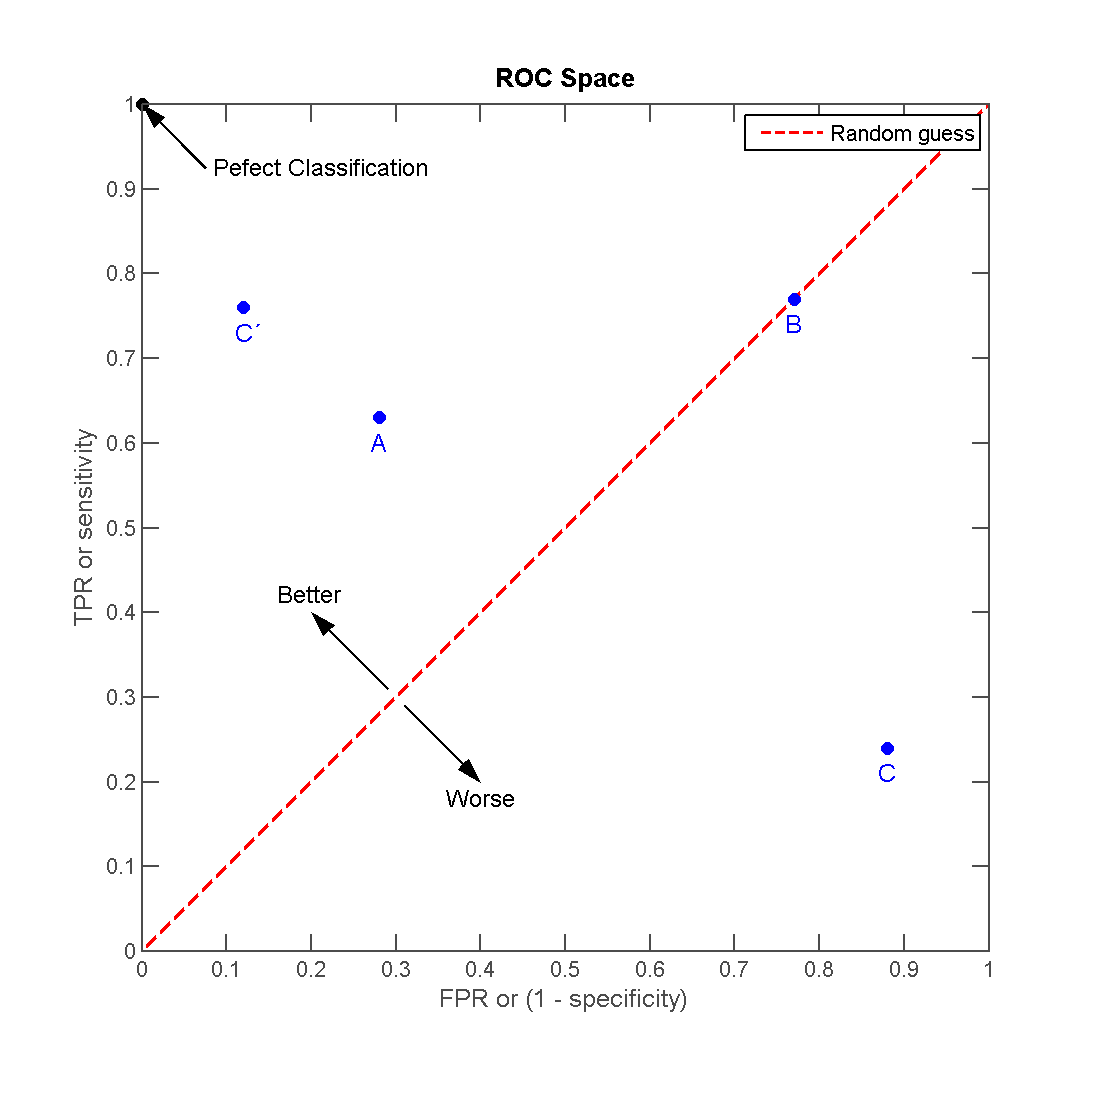 ROC Space
Random guess
Pefect Classification
C´
B
A
Better
Worse
C
TPR or sensitivity
1
0.9
0.8
0.7
0.6
0.5
0.4
0.3
0.2
0.1
0
0 0.1 0.2 0.3 0.4 0.5 0.6 0.7 0.8 0.9 1
FPR or (1 - specificity)